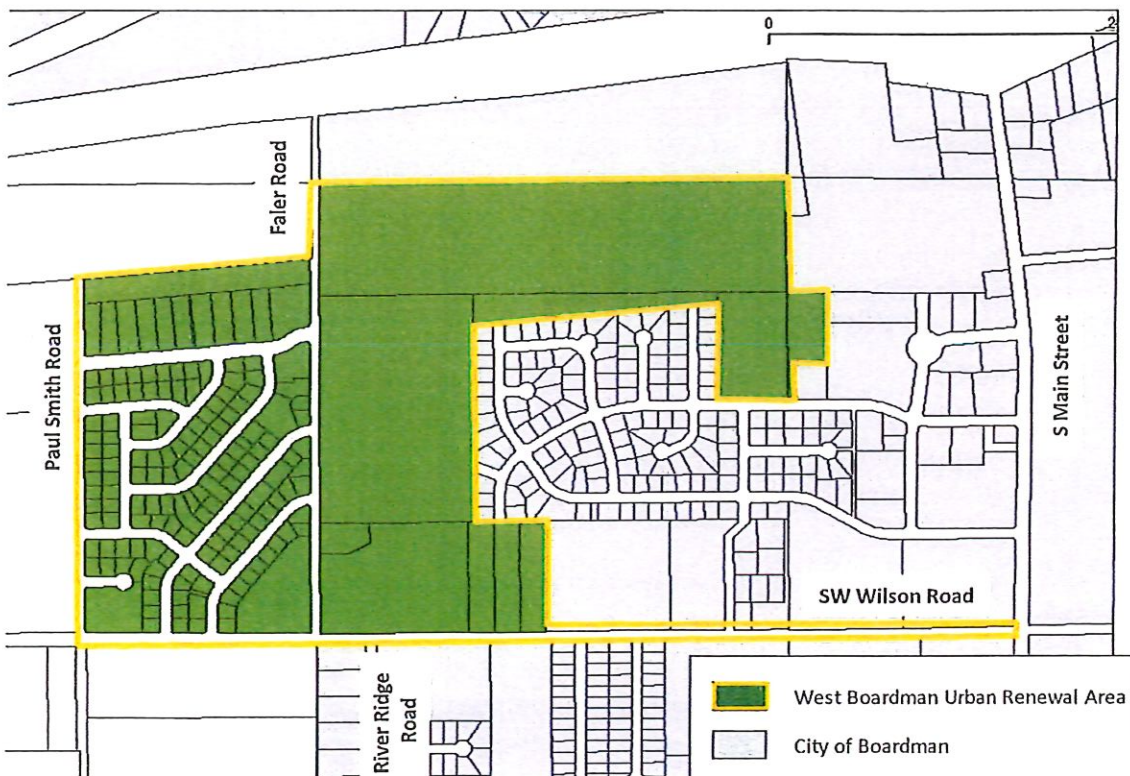 0
2
Faler Road
Paul Smith Road
S Main Street
SW Wilson Road
River Ridge
Road
West Boardman Urban Renewal Area
City of Boardman